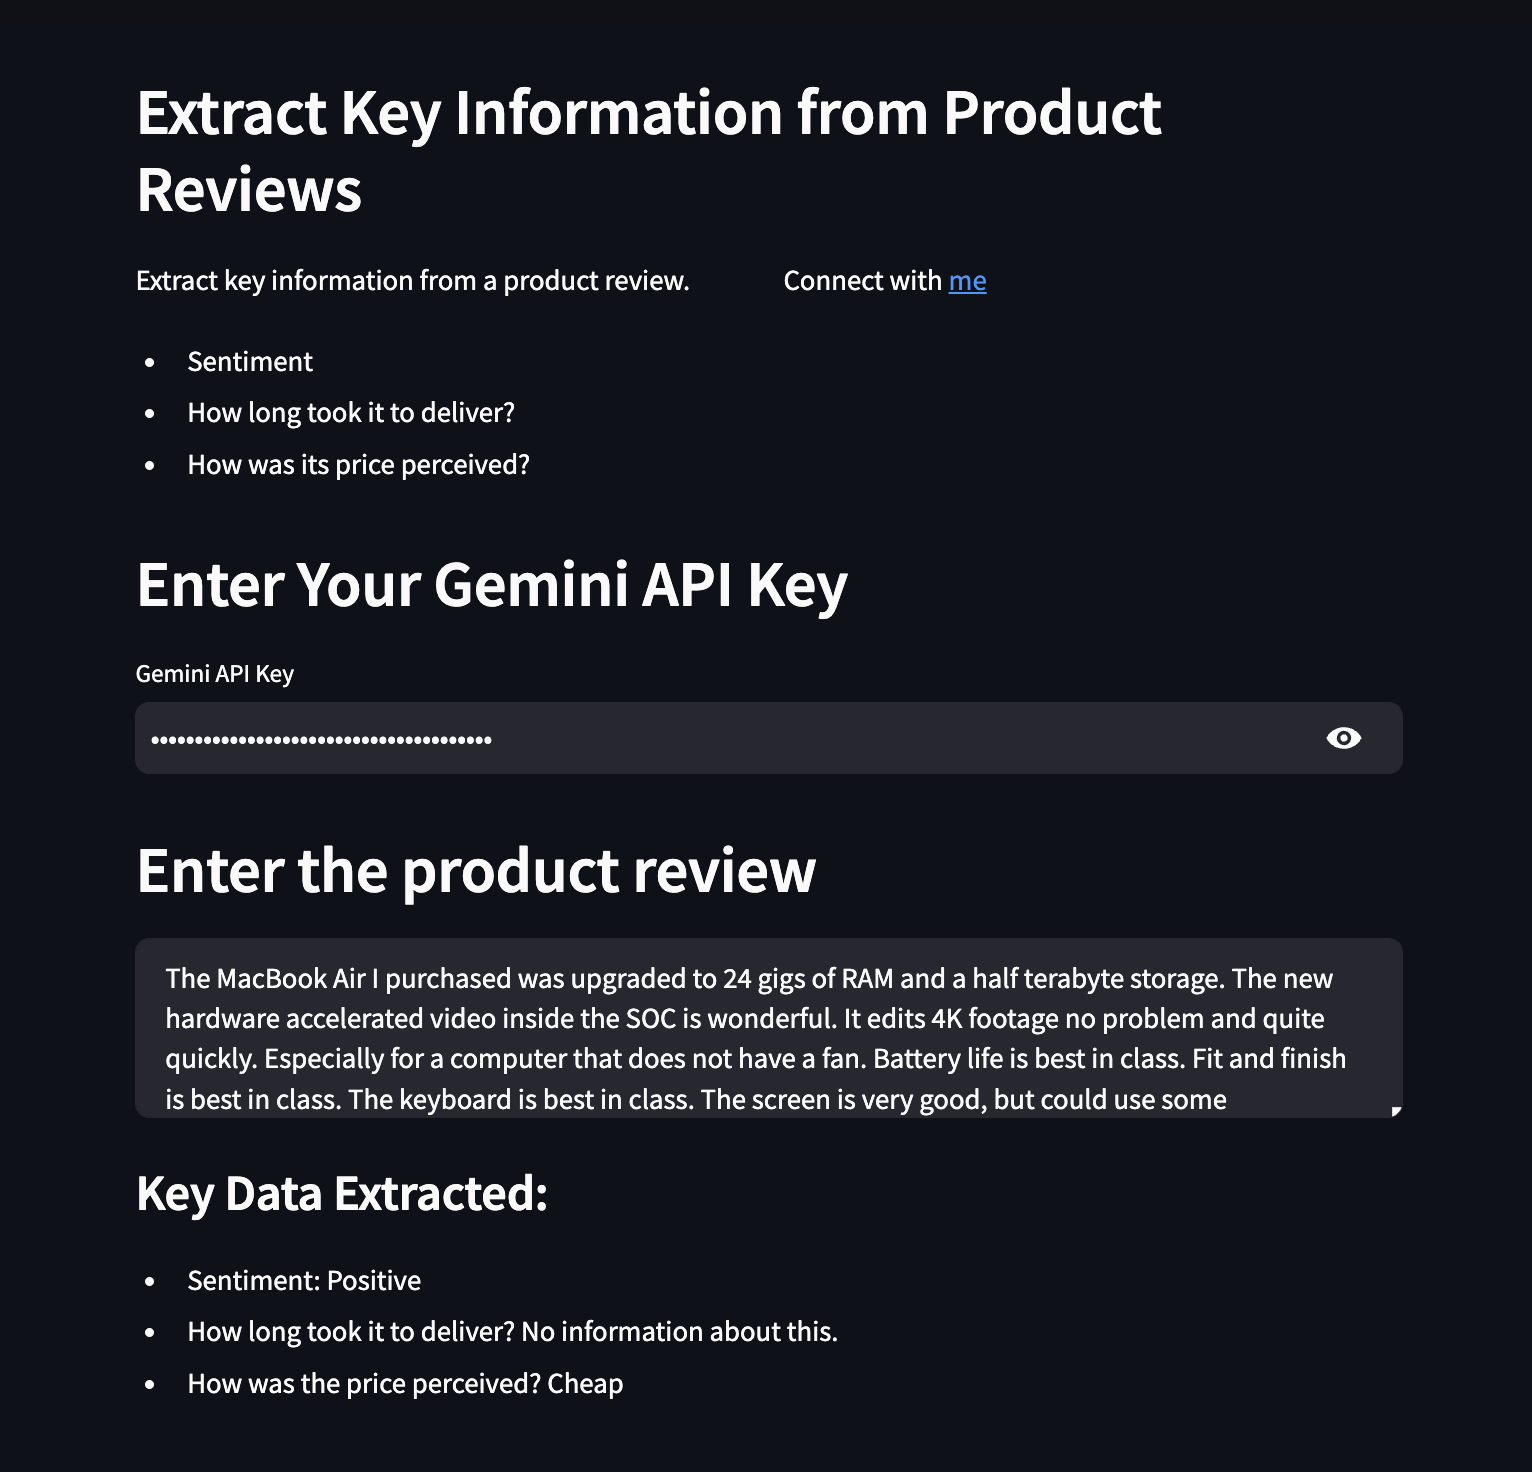 Extract Key Information from Product
Reviews
Extract key information from a product review.
Connect with me
• Sentiment
• How long took it to deliver?
• How was its price perceived?
Enter Your Gemini API Key
Gemini API Key
•••••••••••••••••••••••••••••••••••••••
Enter the product review
The MacBook Air I purchased was upgraded to 24 gigs of RAM and a half terabyte storage. The new
hardware accelerated video inside the SOC is wonderful. It edits 4K footage no problem and quite
quickly. Especially for a computer that does not have a fan. Battery life is best in class. Fit and finish
is best in class. The keyboard is best in class. The screen is very good, but could use some
Key Data Extracted:
• Sentiment: Positive
• How long took it to deliver? No information about this.
• How was the price perceived? Cheap